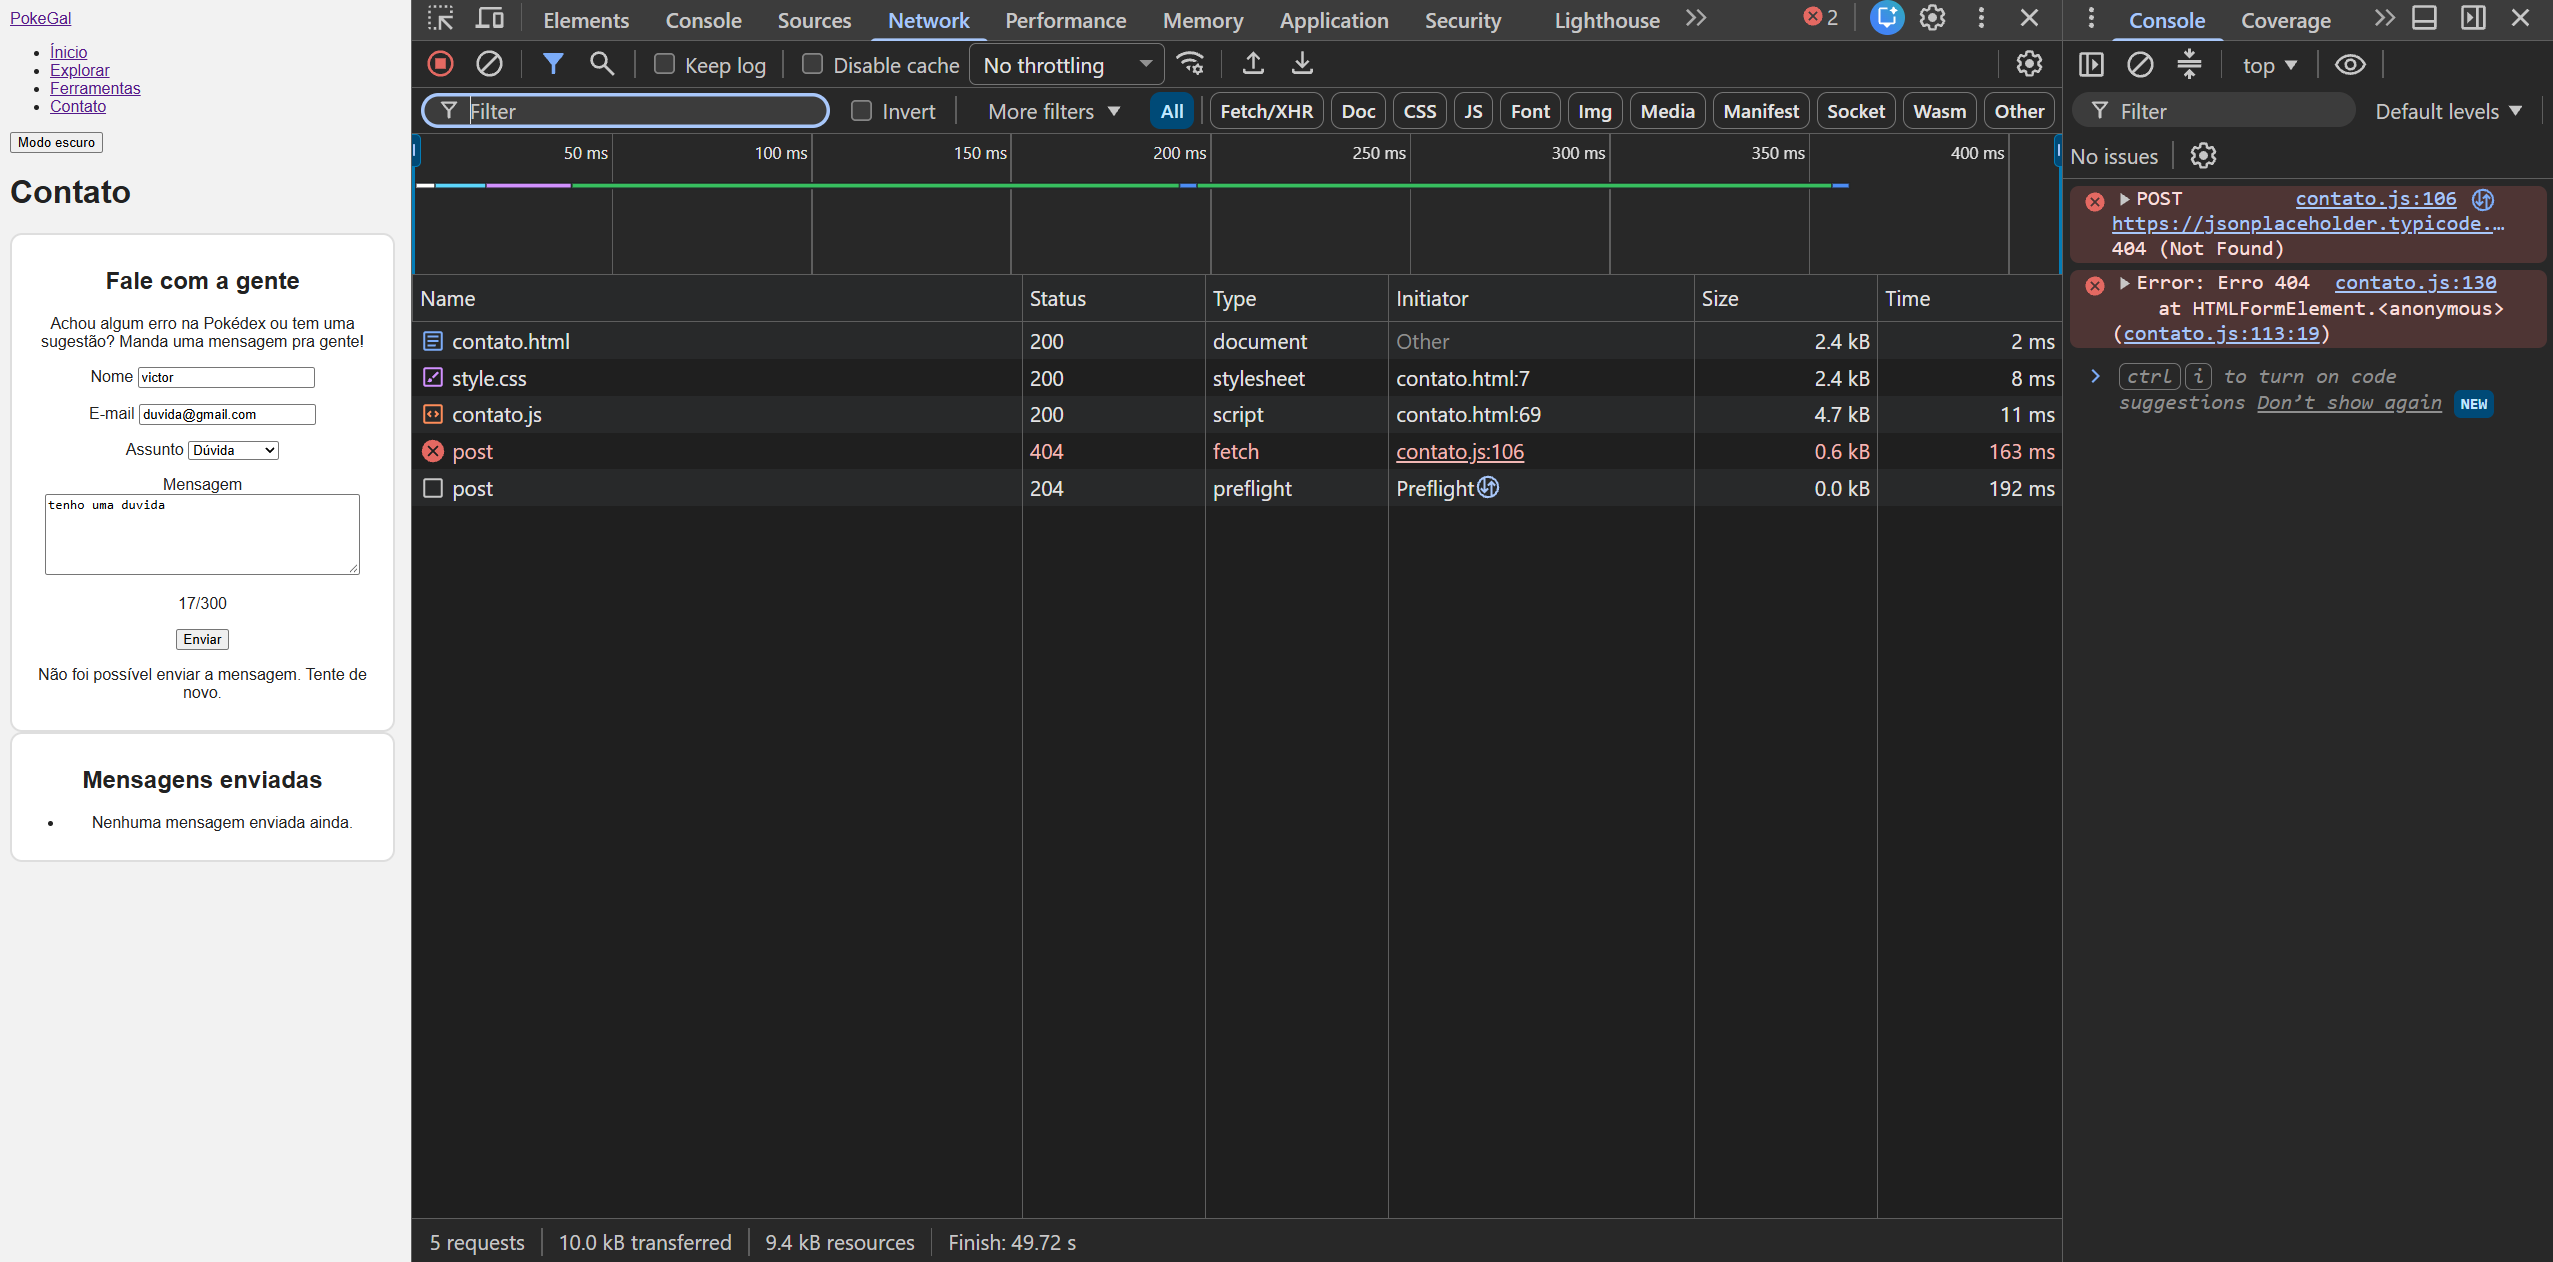 PokeGal
Ínicio
Explorar
Ferramentas
Contato
Modo escuro
Contato
Fale com a gente
Achou algum erro na Pokédex ou tem uma
sugestão? Manda uma mensagem pra gente!
Nome victor
E-mail duvida@gmail.com
Assunto Dúvida
Mensagem
tenho uma duvida
17/300
Enviar
Não foi possível enviar a mensagem. Tente de
novo.
Mensagens enviadas
Nenhuma mensagem enviada ainda.
Elements Console Sources Network Performance Memory Application Security Lighthouse 2
Keep log Disable cache No throttling
Filter Invert More filters All Fetch/XHR Doc CSS JS Font Img Media Manifest Socket Wasm Other
50 ms 100 ms 150 ms 200 ms 250 ms 300 ms 350 ms 400 ms
Name Status Type Initiator Size Time
contato.html 200 document Other 2.4 kB 2 ms
style.css 200 stylesheet contato.html:7 2.4 kB 8 ms
contato.js 200 script contato.html:69 4.7 kB 11 ms
post 404 fetch contato.js:106 0.6 kB 163 ms
post 204 preflight Preflight 0.0 kB 192 ms
5 requests 10.0 kB transferred 9.4 kB resources Finish: 49.72 s
Console Coverage
top
Filter Default levels
No issues
POST contato.js:106
https://jsonplaceholder.typicode.…
404 (Not Found)
Error: Erro 404 contato.js:130
at HTMLFormElement.<anonymous>
(contato.js:113:19)
ctrl i to turn on code
suggestions Don't show again NEW